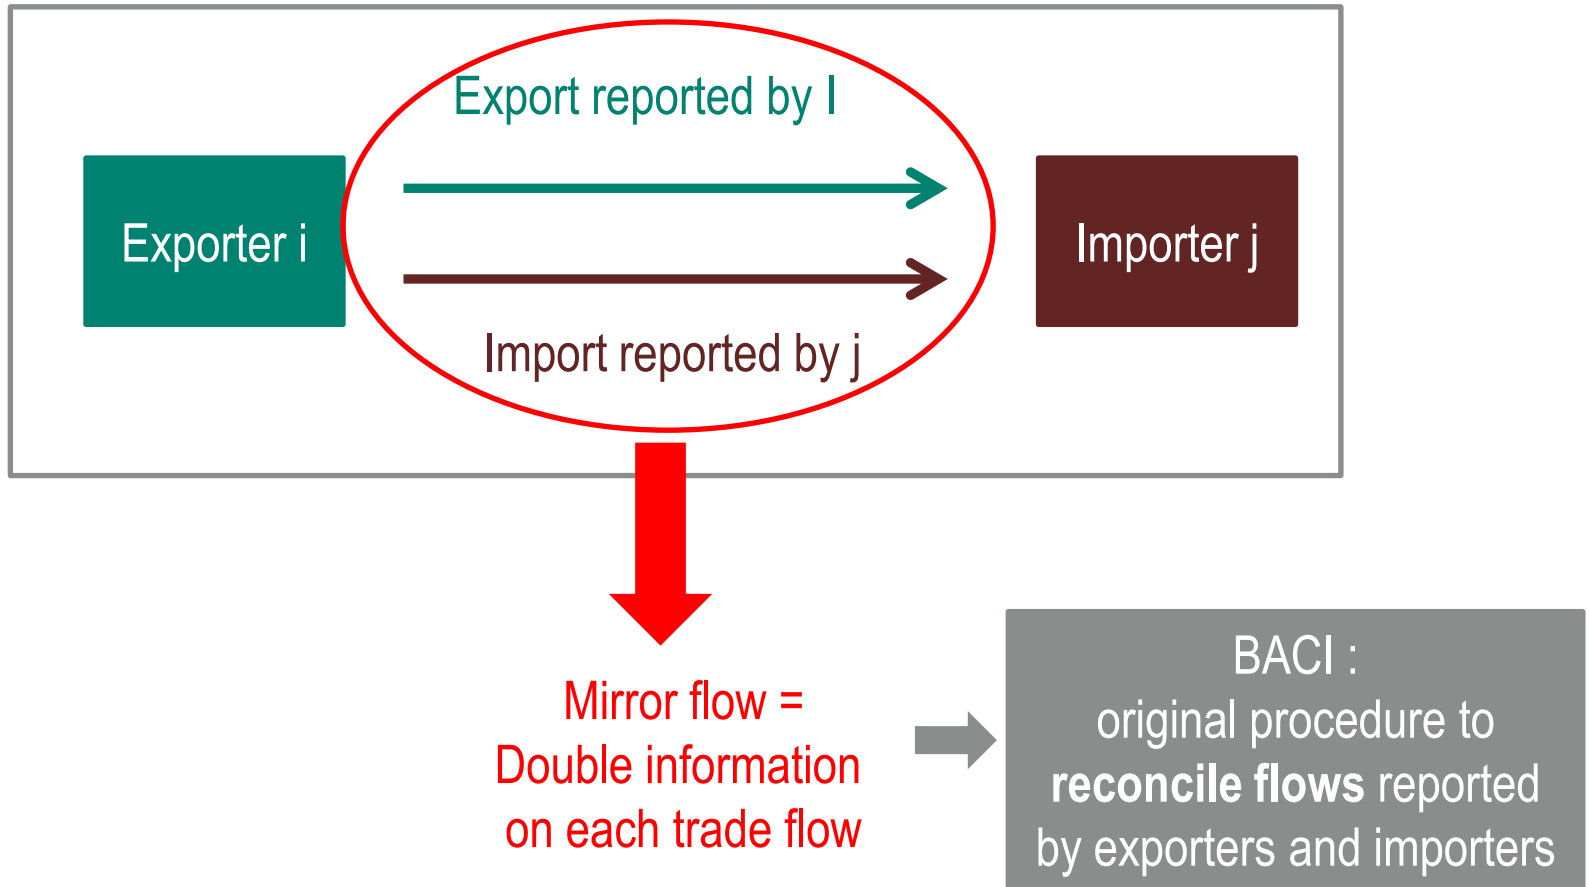 Export reported by I
Exporter i
Importer j
Import reported by j
Mirror flow =
Double information
on each trade flow
BACI :
original procedure to
reconcile flows reported
by exporters and importers